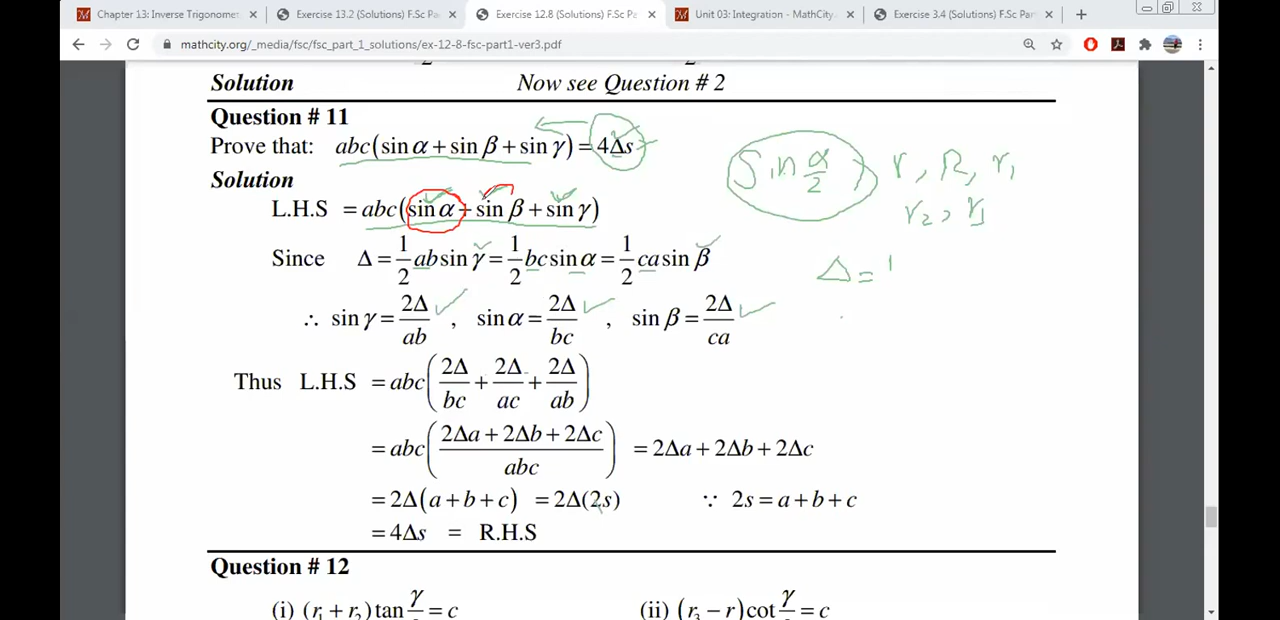 Chapter 13: Inverse Trigonomet
Exercise 13.2 (Solutions) F.Sc Pa
Exercise 12.8 (Solutions) F.Sc Pa
Unit 03: Integration - MathCity.
Exercise 3.4 (Solutions) F.Sc Par
mathcity.org/_media/fsc/fsc_part_1_solutions/ex-12-8-fsc-part1-ver3.pdf
Solution Now see Question # 2
Question # 11
Prove that: abc(sin α + sin β + sin γ) = 4Δs
Solution
L.H.S = abc(sin α + sin β + sin γ)
Sin α/2, r, R, r₁
r₂, r₁
Since Δ = 1/2 ab sin γ = 1/2 bc sin α = 1/2 ca sin β
Δ = 1
∴ sin γ = 2Δ/ab , sin α = 2Δ/bc , sin β = 2Δ/ca
Thus L.H.S = abc(2Δ/bc + 2Δ/ac + 2Δ/ab)
= abc((2Δa + 2Δb + 2Δc)/abc) = 2Δa + 2Δb + 2Δc
= 2Δ(a + b + c) = 2Δ(2s) ∵ 2s = a + b + c
= 4Δs = R.H.S
Question # 12
(i) (r₁ + r₂) tan γ/ = c (ii) (r₃ − r) cot γ/ = c